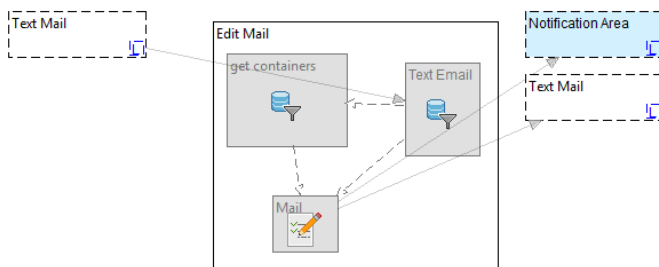 Text Mail
Edit Mail
get containers
Text Email
Mail
Notification Area
Text Mail